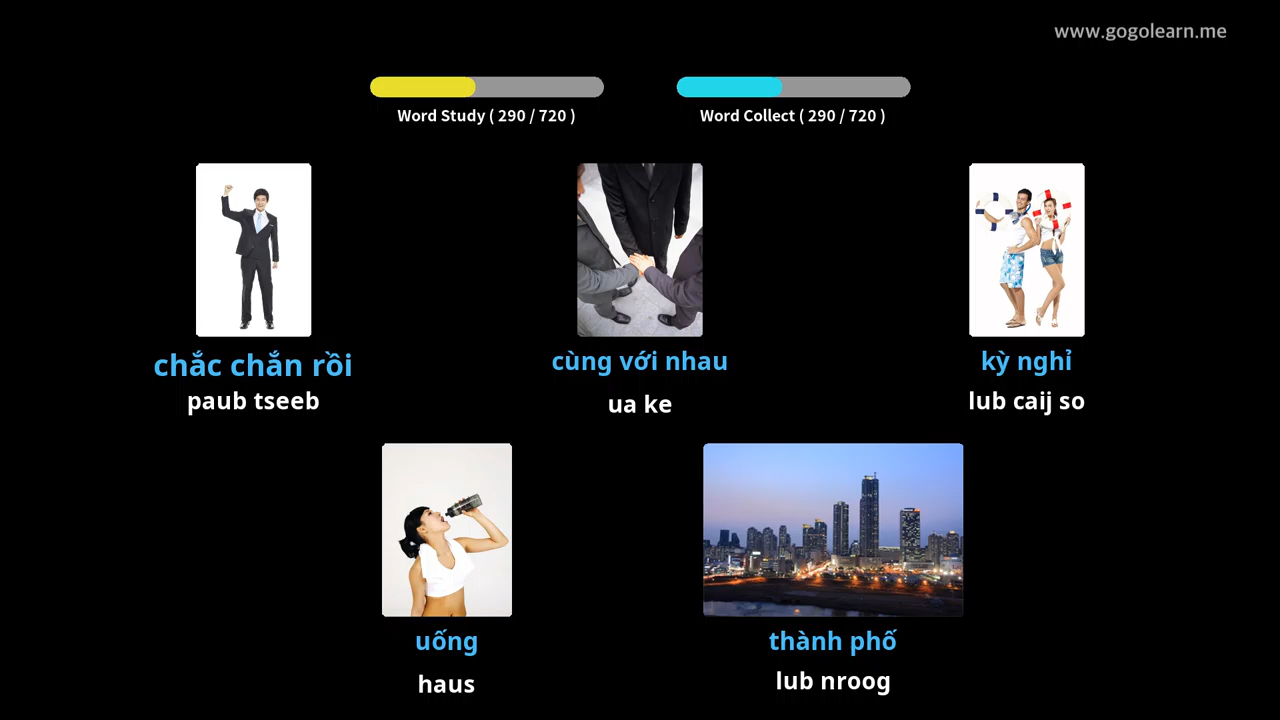 www.gogolearn.me
Word Study ( 290 / 720 )
Word Collect ( 290 / 720 )
chắc chắn rồi
paub tseeb
cùng với nhau
ua ke
kỳ nghỉ
lub caij so
uống
haus
thành phố
lub nroog